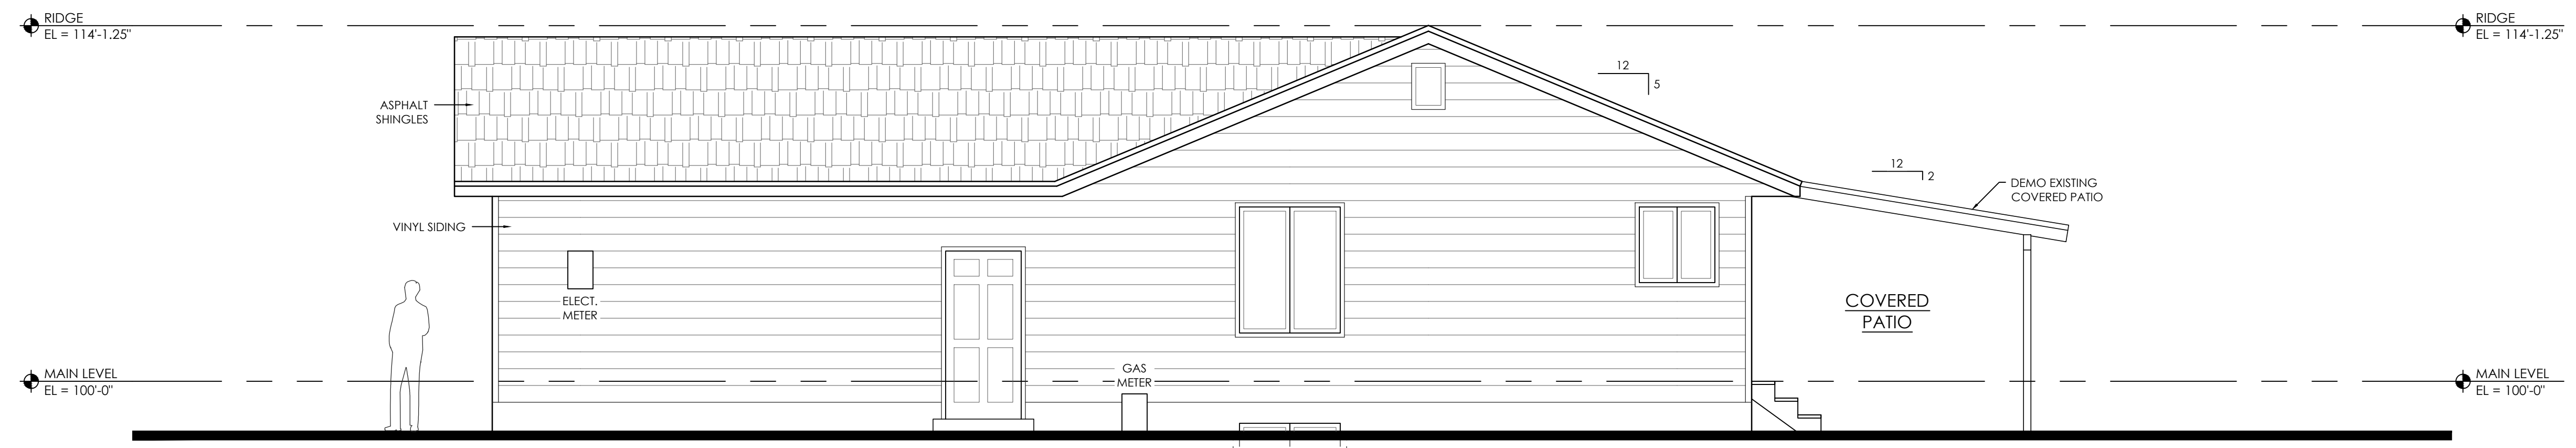 RIDGE
EL = 114'-1.25"
RIDGE
EL = 114'-1.25"
12
5
ASPHALT
SHINGLES
12
2
DEMO EXISTING
COVERED PATIO
VINYL SIDING
ELECT.
METER
COVERED
PATIO
GAS
METER
MAIN LEVEL
EL = 100'-0"
MAIN LEVEL
EL = 100'-0"